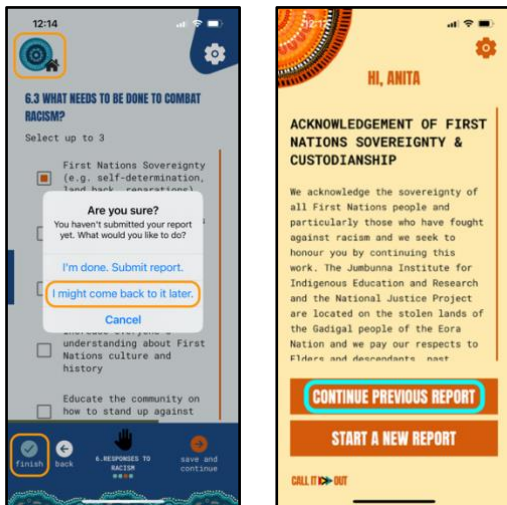 12:14
6.3 WHAT NEEDS TO BE DONE TO COMBAT
RACISM?
Select up to 3
First Nations Sovereignty
(e.g. self-determination,
land back, reparations)
Are you sure?
You haven't submitted your report
yet. What would you like to do?
I'm done. Submit report.
I might come back to it later.
Cancel
understanding about First
Nations culture and
history
Educate the community on
how to stand up against
finish
back
6.RESPONSES TO
RACISM
save and
continue
12:17
HI, ANITA
ACKNOWLEDGEMENT OF FIRST
NATIONS SOVEREIGNTY &
CUSTODIANSHIP
We acknowledge the sovereignty of
all First Nations people and
particularly those who have fought
against racism and we seek to
honour you by continuing this
work. The Jumbunna Institute for
Indigenous Education and Research
and the National Justice Project
are located on the stolen lands of
the Gadigal people of the Eora
Nation and we pay our respects to
Elders and descendants, past
CONTINUE PREVIOUS REPORT
START A NEW REPORT
CALL IT OUT